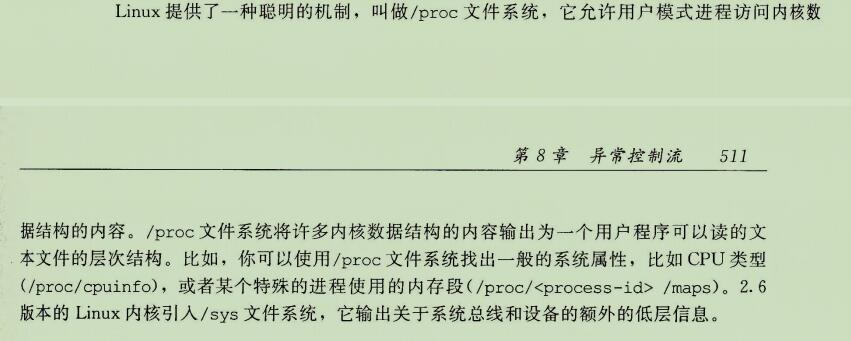 Linux 提供了一种聪明的机制，叫做/proc 文件系统，它允许用户模式进程访问内核数
第 8 章 异常控制流 511
据结构的内容。/proc 文件系统将许多内核数据结构的内容输出为一个用户程序可以读的文
本文件的层次结构。比如，你可以使用/proc 文件系统找出一般的系统属性，比如 CPU 类型
(/proc/cpuinfo)，或者某个特殊的进程使用的内存段(/proc/<process-id> /maps)。2.6
版本的 Linux 内核引入/sys 文件系统，它输出关于系统总线和设备的额外的低层信息。